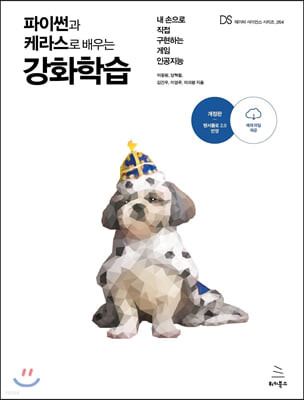 파이썬과
케라스로 배우는
강화학습
내 손으로
직접
구현하는
게임
인공지능
DS 데이터 사이언스 시리즈_054
이웅원, 양혁렬,
김건우, 이영무, 이의령 지음
개정판
텐서플로 2.0
반영
예제파일
제공
위키북스